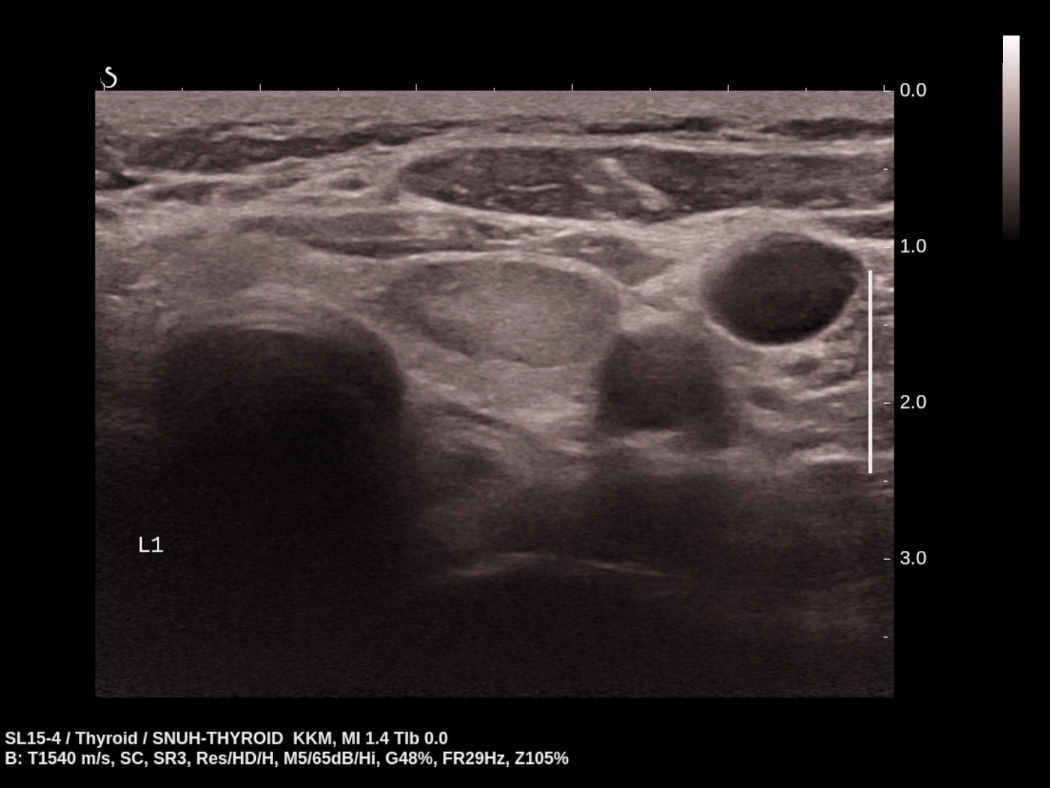 S
0.0
1.0
2.0
3.0
L1
SL15-4 / Thyroid / SNUH-THYROID KKM, MI 1.4 TIb 0.0
B: T1540 m/s, SC, SR3, Res/HD/H, M5/65dB/Hi, G48%, FR29Hz, Z105%